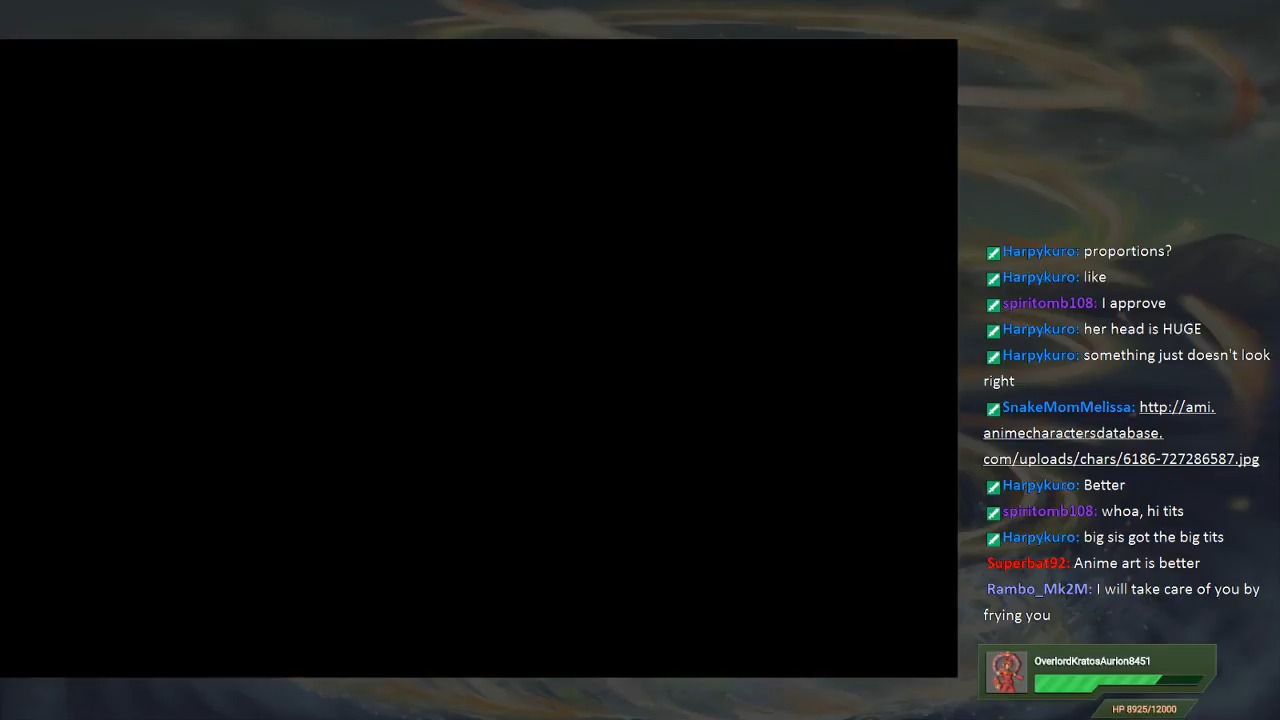 Harpykuro: proportions?
Harpykuro: like
spiritomb108: I approve
Harpykuro: her head is HUGE
Harpykuro: something just doesn't look
right
SnakeMomMelissa: http://ami.
animecharactersdatabase.
com/uploads/chars/6186-727286587.jpg
Harpykuro: Better
spiritomb108: whoa, hi tits
Harpykuro: big sis got the big tits
Superbat92: Anime art is better
Rambo_Mk2M: I will take care of you by
frying you
OverlordKratosAurion8451
HP 8925/12000